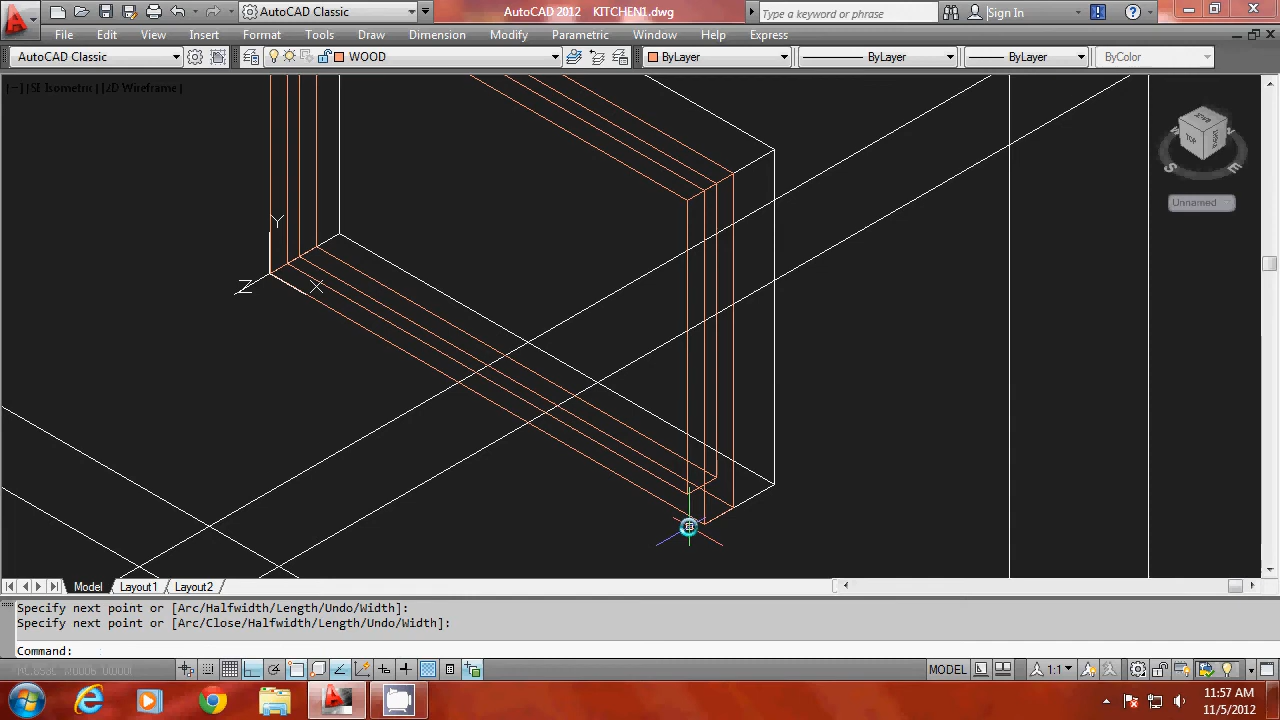 AutoCAD Classic
AutoCAD 2012 KITCHEN1.dwg
Type a keyword or phrase
Sign In
File Edit View Insert Format Tools Draw Dimension Modify Parametric Window Help Express
AutoCAD Classic
WOOD
ByLayer
ByLayer
ByLayer
ByColor
[−] [SE Isometric] [2D Wireframe]
TOP
S
E
Unnamed
Y
Z
X
Model Layout1 Layout2
Specify next point or [Arc/Halfwidth/Length/Undo/Width]:
Specify next point or [Arc/Close/Halfwidth/Length/Undo/Width]:
Command:
MODEL
1:1
11:57 AM
11/5/2012